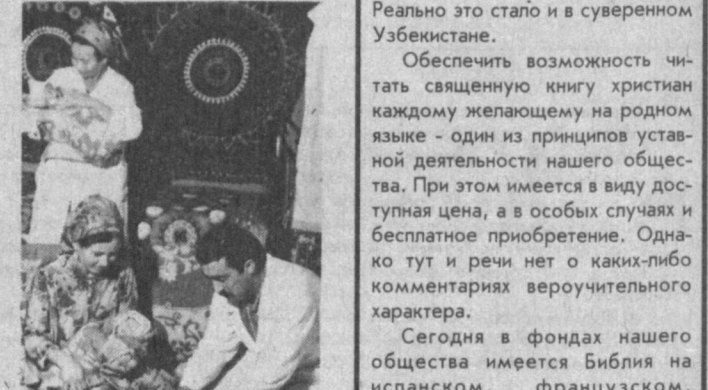 Реально это стало и в суверенном
Узбекистане.
Обеспечить возможность чи-
тать священную книгу христиан
каждому желающему на родном
языке - один из принципов устав-
ной деятельности нашего общес-
тва. При этом имеется в виду дос-
тупная цена, а в особых случаях и
бесплатное приобретение. Одна-
ко тут и речи нет о каких-либо
комментариях вероучительного
характера.
Сегодня в фондах нашего
общества имеется Библия на
испанском, французском,